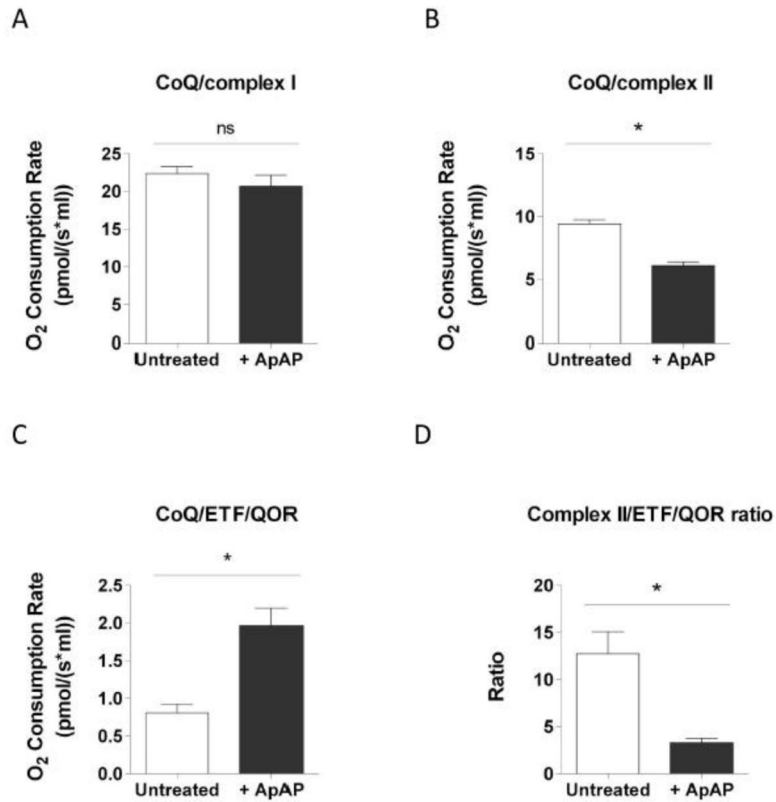 A
CoQ/complex I
ns
O2 Consumption Rate
(pmol/(s*ml))
25
20
15
10
5
0
Untreated
+ ApAP
B
CoQ/complex II
*
O2 Consumption Rate
(pmol/(s*ml))
15
10
5
0
Untreated
+ ApAP
C
CoQ/ETF/QOR
*
O2 Consumption Rate
(pmol/(s*ml))
2.5
2.0
1.5
1.0
0.5
0.0
Untreated
+ ApAP
D
Complex II/ETF/QOR ratio
*
Ratio
20
15
10
5
0
Untreated
+ ApAP